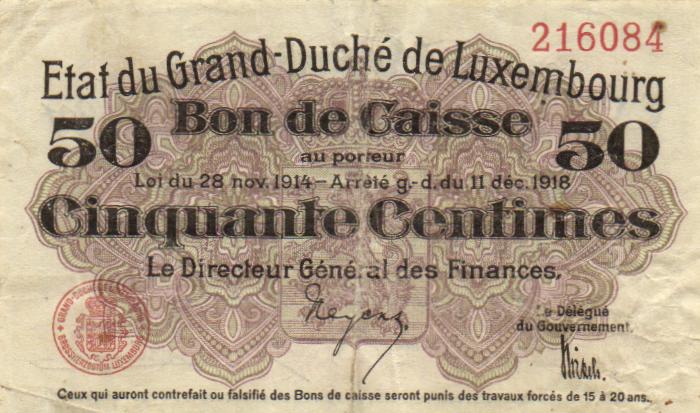 216084
Etat du Grand-Duché de Luxembourg
50 Bon de Caisse 50
au porteur
Loi du 28 nov. 1914 – Arrêté g.-d. du 11 déc. 1918
Cinquante Centimes
Le Directeur Général des Finances,
Le Délégué
du Gouvernement,
Neyens.
Ceux qui auront contrefait ou falsifié des Bons de caisse seront punis des travaux forcés de 15 à 20 ans.